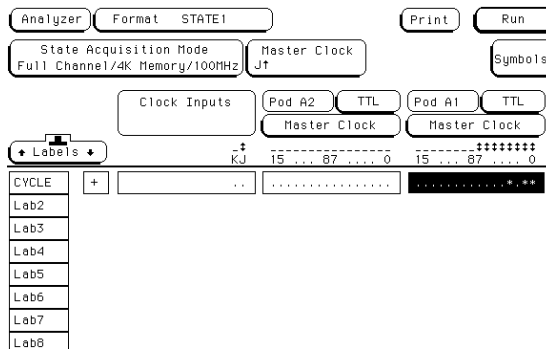 Analyzer Format STATE1 Print Run
State Acquisition Mode
Full Channel/4K Memory/100MHz
Master Clock
J↑
Symbols
Clock Inputs
Pod A2 TTL
Master Clock
Pod A1 TTL
Master Clock
↑ Labels ↓
KJ 15 ... 87 .... 0 15 ... 87 .... 0
CYCLE + .. ................ .............*.**
Lab2
Lab3
Lab4
Lab5
Lab6
Lab7
Lab8